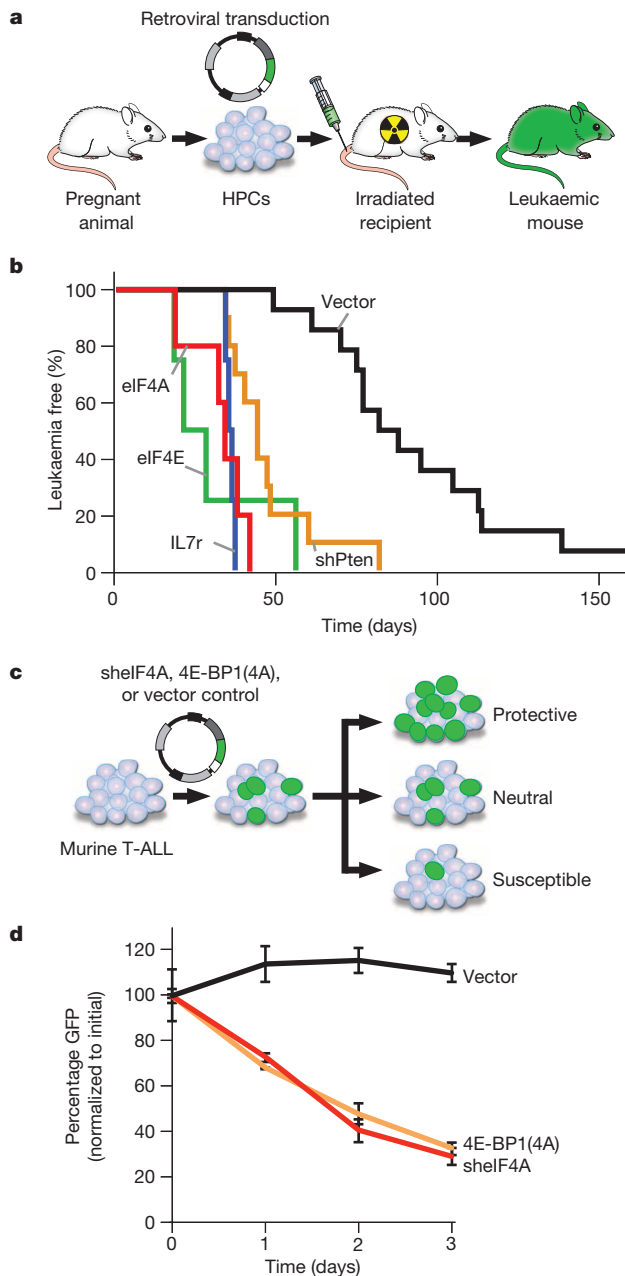 a
Retroviral transduction
Pregnant
animal
HPCs
Irradiated
recipient
Leukaemic
mouse
b
Leukaemia free (%)
100
80
60
40
20
0
eIF4A
eIF4E
IL7r
shPten
Vector
0
50
100
150
Time (days)
c
sheIF4A, 4E-BP1(4A),
or vector control
Murine T-ALL
Protective
Neutral
Susceptible
d
Percentage GFP
(normalized to initial)
120
100
80
60
40
20
0
Vector
4E-BP1(4A)
sheIF4A
0
1
2
3
Time (days)